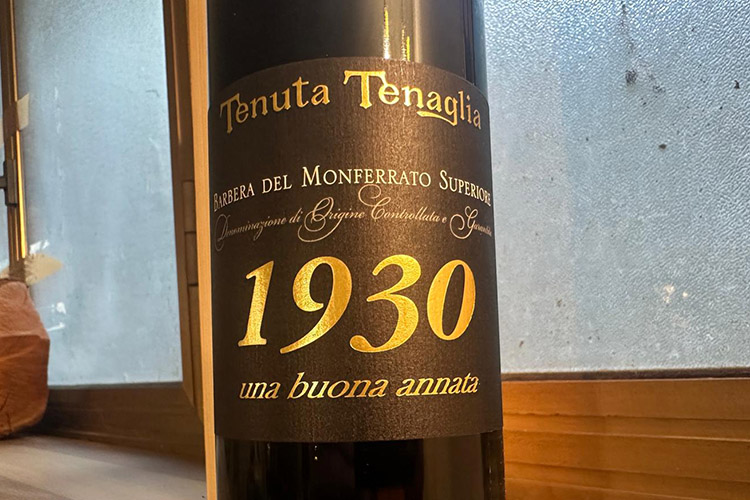 Tenuta Tenaglia
Barbera del Monferrato Superiore
Denominazione di Origine Controllata e Garantita
1930
una buona annata